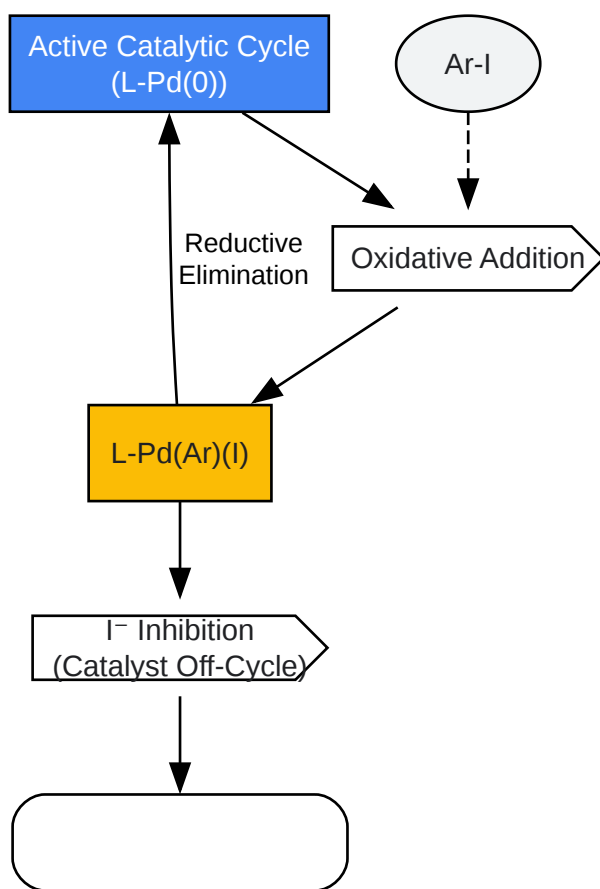 Active Catalytic Cycle
(L-Pd(0))
Ar-I
Oxidative Addition
Reductive
Elimination
L-Pd(Ar)(I)
I⁻ Inhibition
(Catalyst Off-Cycle)